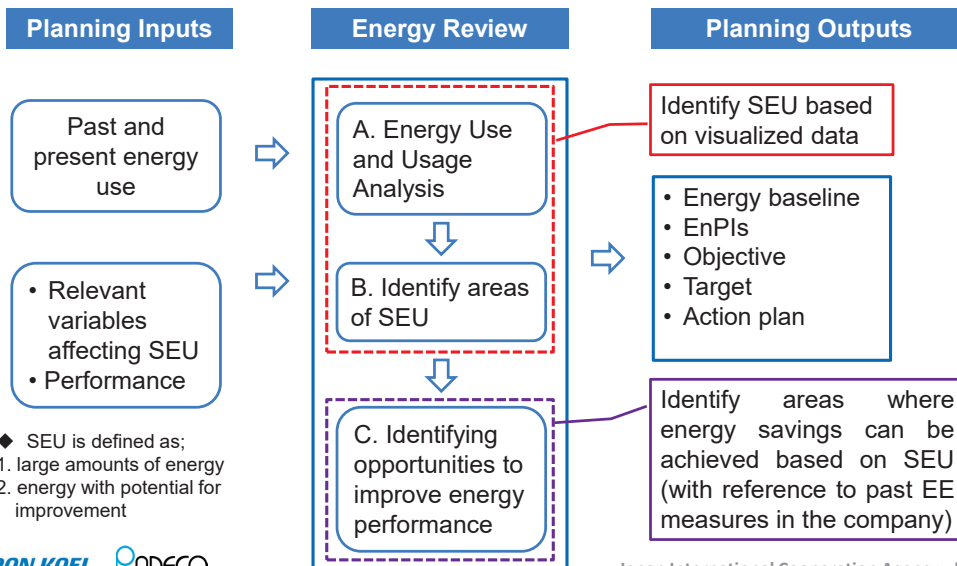 Planning Inputs
Energy Review
Planning Outputs
Past and
present energy
use
• Relevant
variables
affecting SEU
• Performance
◆ SEU is defined as;
1. large amounts of energy
2. energy with potential for
improvement
A. Energy Use
and Usage
Analysis
B. Identify areas
of SEU
C. Identifying
opportunities to
improve energy
performance
Identify SEU based
on visualized data
• Energy baseline
• EnPIs
• Objective
• Target
• Action plan
Identify areas where
energy savings can be
achieved based on SEU
(with reference to past EE
measures in the company)
KOEI
Japan International Cooperation